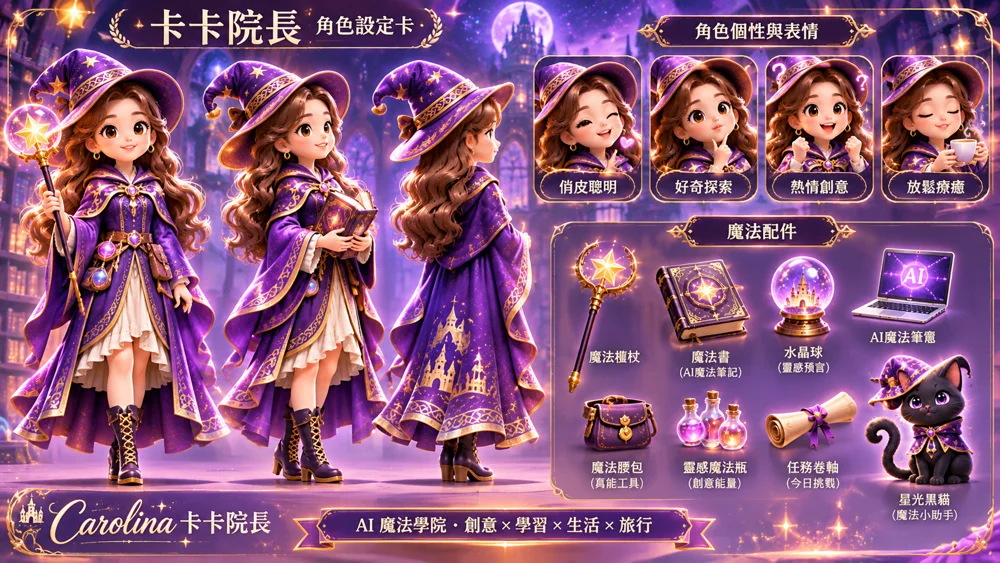 卡卡院長 角色設定卡
角色個性與表情
俏皮聰明
好奇探索
熱情創意
放鬆療癒
魔法配件
魔法權杖
魔法書
(AI魔法筆記)
水晶球
(靈感預言)
AI
AI魔法筆電
魔法腰包
(萬能工具)
靈感魔法瓶
(創意能量)
任務卷軸
(今日挑戰)
星光黑貓
(魔法小助手)
Carolina 卡卡院長
AI 魔法學院・創意×學習×生活×旅行